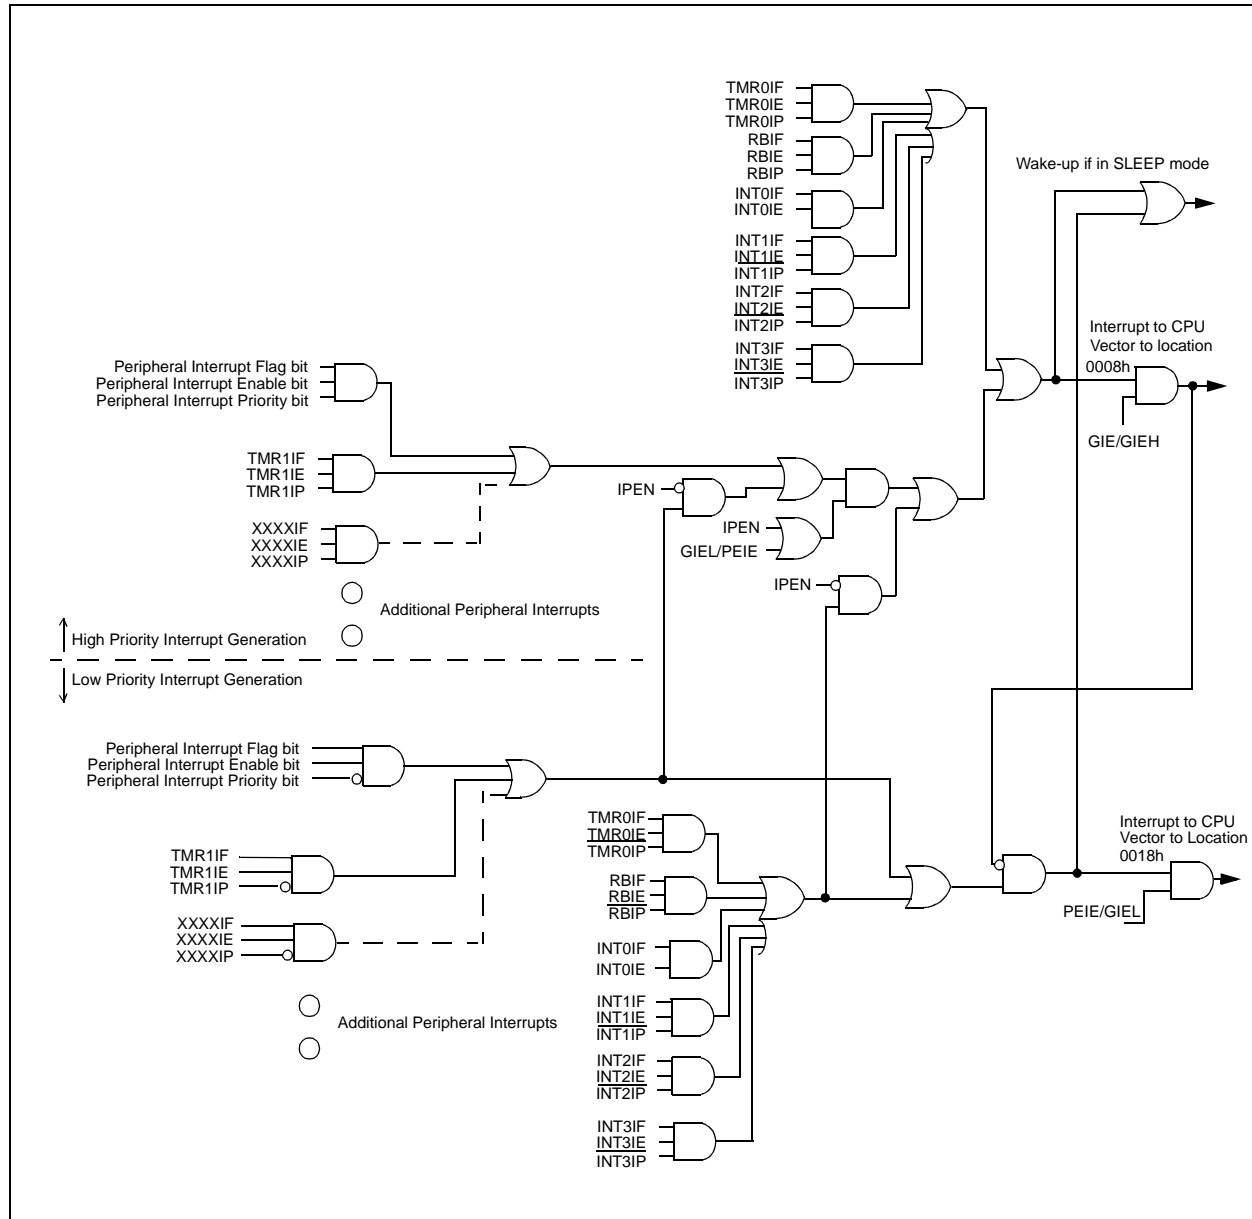 TMR0IF
TMR0IE
TMR0IP
RBIF
RBIE
RBIP
INT0IF
INT0IE
INT1IF
INT1IE
INT1IP
INT2IF
INT2IE
INT2IP
INT3IF
INT3IE
INT3IP
Wake-up if in SLEEP mode
Interrupt to CPU
Vector to location
0008h
GIE/GIEH
Peripheral Interrupt Flag bit
Peripheral Interrupt Enable bit
Peripheral Interrupt Priority bit
TMR1IF
TMR1IE
TMR1IP
XXXXIF
XXXXIE
XXXXIP
IPEN
IPEN
GIEL/PEIE
IPEN
Additional Peripheral Interrupts
High Priority Interrupt Generation
Low Priority Interrupt Generation
Peripheral Interrupt Flag bit
Peripheral Interrupt Enable bit
Peripheral Interrupt Priority bit
TMR1IF
TMR1IE
TMR1IP
XXXXIF
XXXXIE
XXXXIP
Additional Peripheral Interrupts
TMR0IF
TMR0IE
TMR0IP
RBIF
RBIE
RBIP
INT0IF
INT0IE
INT1IF
INT1IE
INT1IP
INT2IF
INT2IE
INT2IP
INT3IF
INT3IE
INT3IP
Interrupt to CPU
Vector to Location
0018h
PEIE/GIEL